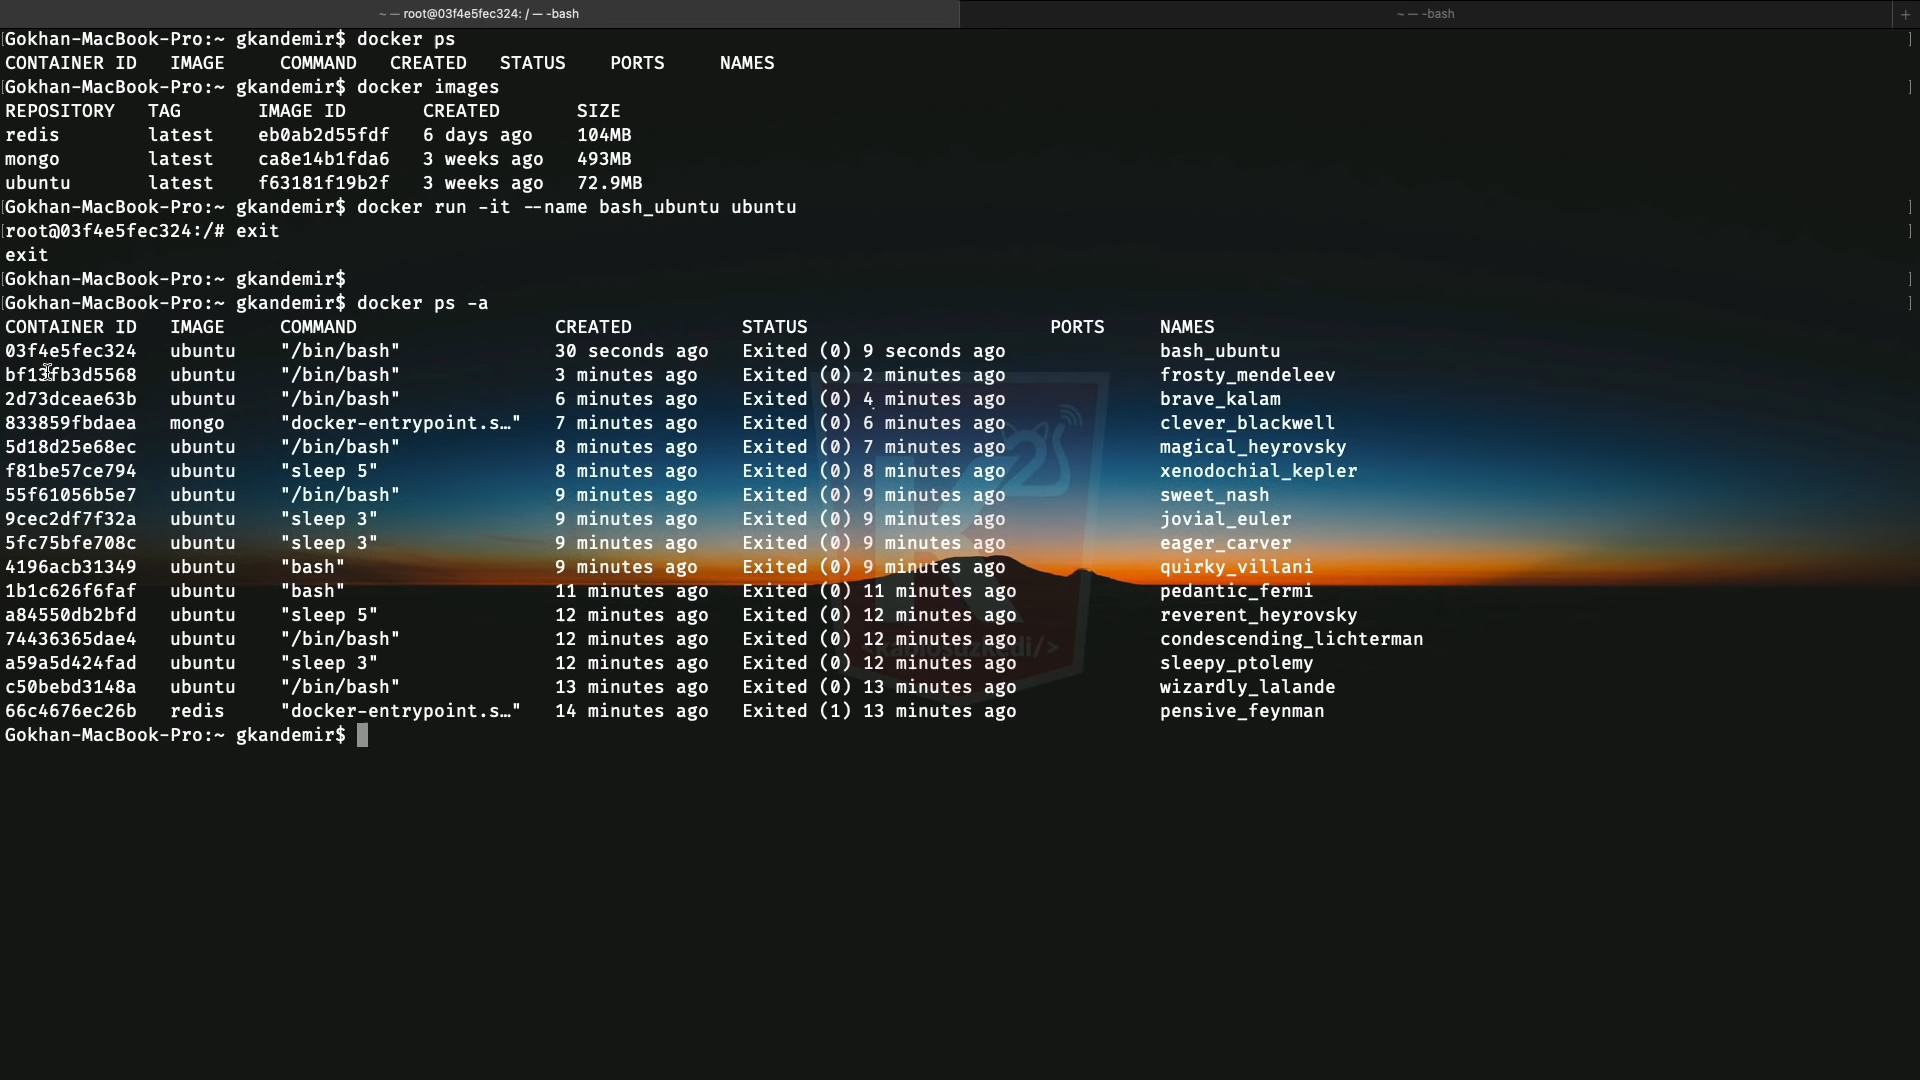 ~ — root@03f4e5fec324: / — -bash
~ — -bash
+
Gokhan-MacBook-Pro:~ gkandemir$ docker ps
CONTAINER ID   IMAGE     COMMAND   CREATED   STATUS    PORTS     NAMES
Gokhan-MacBook-Pro:~ gkandemir$ docker images
REPOSITORY   TAG       IMAGE ID       CREATED       SIZE
redis        latest    eb0ab2d55fdf   6 days ago    104MB
mongo        latest    ca8e14b1fda6   3 weeks ago   493MB
ubuntu       latest    f63181f19b2f   3 weeks ago   72.9MB
Gokhan-MacBook-Pro:~ gkandemir$ docker run -it --name bash_ubuntu ubuntu
root@03f4e5fec324:/# exit
exit
Gokhan-MacBook-Pro:~ gkandemir$
Gokhan-MacBook-Pro:~ gkandemir$ docker ps -a
CONTAINER ID   IMAGE     COMMAND                  CREATED          STATUS                      PORTS     NAMES
03f4e5fec324   ubuntu    "/bin/bash"              30 seconds ago   Exited (0) 9 seconds ago              bash_ubuntu
bf13fb3d5568   ubuntu    "/bin/bash"              3 minutes ago    Exited (0) 2 minutes ago              frosty_mendeleev
2d73dceae63b   ubuntu    "/bin/bash"              6 minutes ago    Exited (0) 4 minutes ago              brave_kalam
833859fbdaea   mongo     "docker-entrypoint.s…"   7 minutes ago    Exited (0) 6 minutes ago              clever_blackwell
5d18d25e68ec   ubuntu    "/bin/bash"              8 minutes ago    Exited (0) 7 minutes ago              magical_heyrovsky
f81be57ce794   ubuntu    "sleep 5"                8 minutes ago    Exited (0) 8 minutes ago              xenodochial_kepler
55f61056b5e7   ubuntu    "/bin/bash"              9 minutes ago    Exited (0) 9 minutes ago              sweet_nash
9cec2df7f32a   ubuntu    "sleep 3"                9 minutes ago    Exited (0) 9 minutes ago              jovial_euler
5fc75bfe708c   ubuntu    "sleep 3"                9 minutes ago    Exited (0) 9 minutes ago              eager_carver
4196acb31349   ubuntu    "bash"                   9 minutes ago    Exited (0) 9 minutes ago              quirky_villani
1b1c626f6faf   ubuntu    "bash"                   11 minutes ago   Exited (0) 11 minutes ago             pedantic_fermi
a84550db2bfd   ubuntu    "sleep 5"                12 minutes ago   Exited (0) 12 minutes ago             reverent_heyrovsky
74436365dae4   ubuntu    "/bin/bash"              12 minutes ago   Exited (0) 12 minutes ago             condescending_lichterman
a59a5d424fad   ubuntu    "sleep 3"                12 minutes ago   Exited (0) 12 minutes ago             sleepy_ptolemy
c50bebd3148a   ubuntu    "/bin/bash"              13 minutes ago   Exited (0) 13 minutes ago             wizardly_lalande
66c4676ec26b   redis     "docker-entrypoint.s…"   14 minutes ago   Exited (1) 13 minutes ago             pensive_feynman
Gokhan-MacBook-Pro:~ gkandemir$
<kablosuzkedi/>